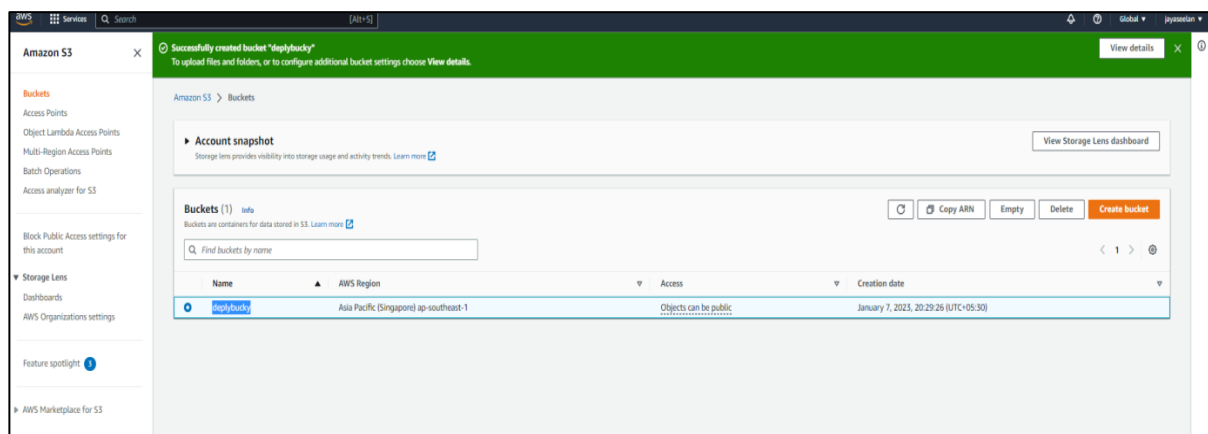 aws Services Search [Alt+S] Global jayaseelan
Amazon S3
Successfully created bucket "deplybucky"
To upload files and folders, or to configure additional bucket settings choose View details.
View details
Buckets
Access Points
Object Lambda Access Points
Multi-Region Access Points
Batch Operations
Access analyzer for S3
Block Public Access settings for
this account
Storage Lens
Dashboards
AWS Organizations settings
Feature spotlight 3
AWS Marketplace for S3
Amazon S3 > Buckets
Account snapshot
Storage lens provides visibility into storage usage and activity trends. Learn more
View Storage Lens dashboard
Buckets (1) Info
Buckets are containers for data stored in S3. Learn more
Copy ARN Empty Delete Create bucket
Find buckets by name
< 1 >
Name AWS Region Access Creation date
deplybucky Asia Pacific (Singapore) ap-southeast-1 Objects can be public January 7, 2023, 20:29:26 (UTC+05:30)